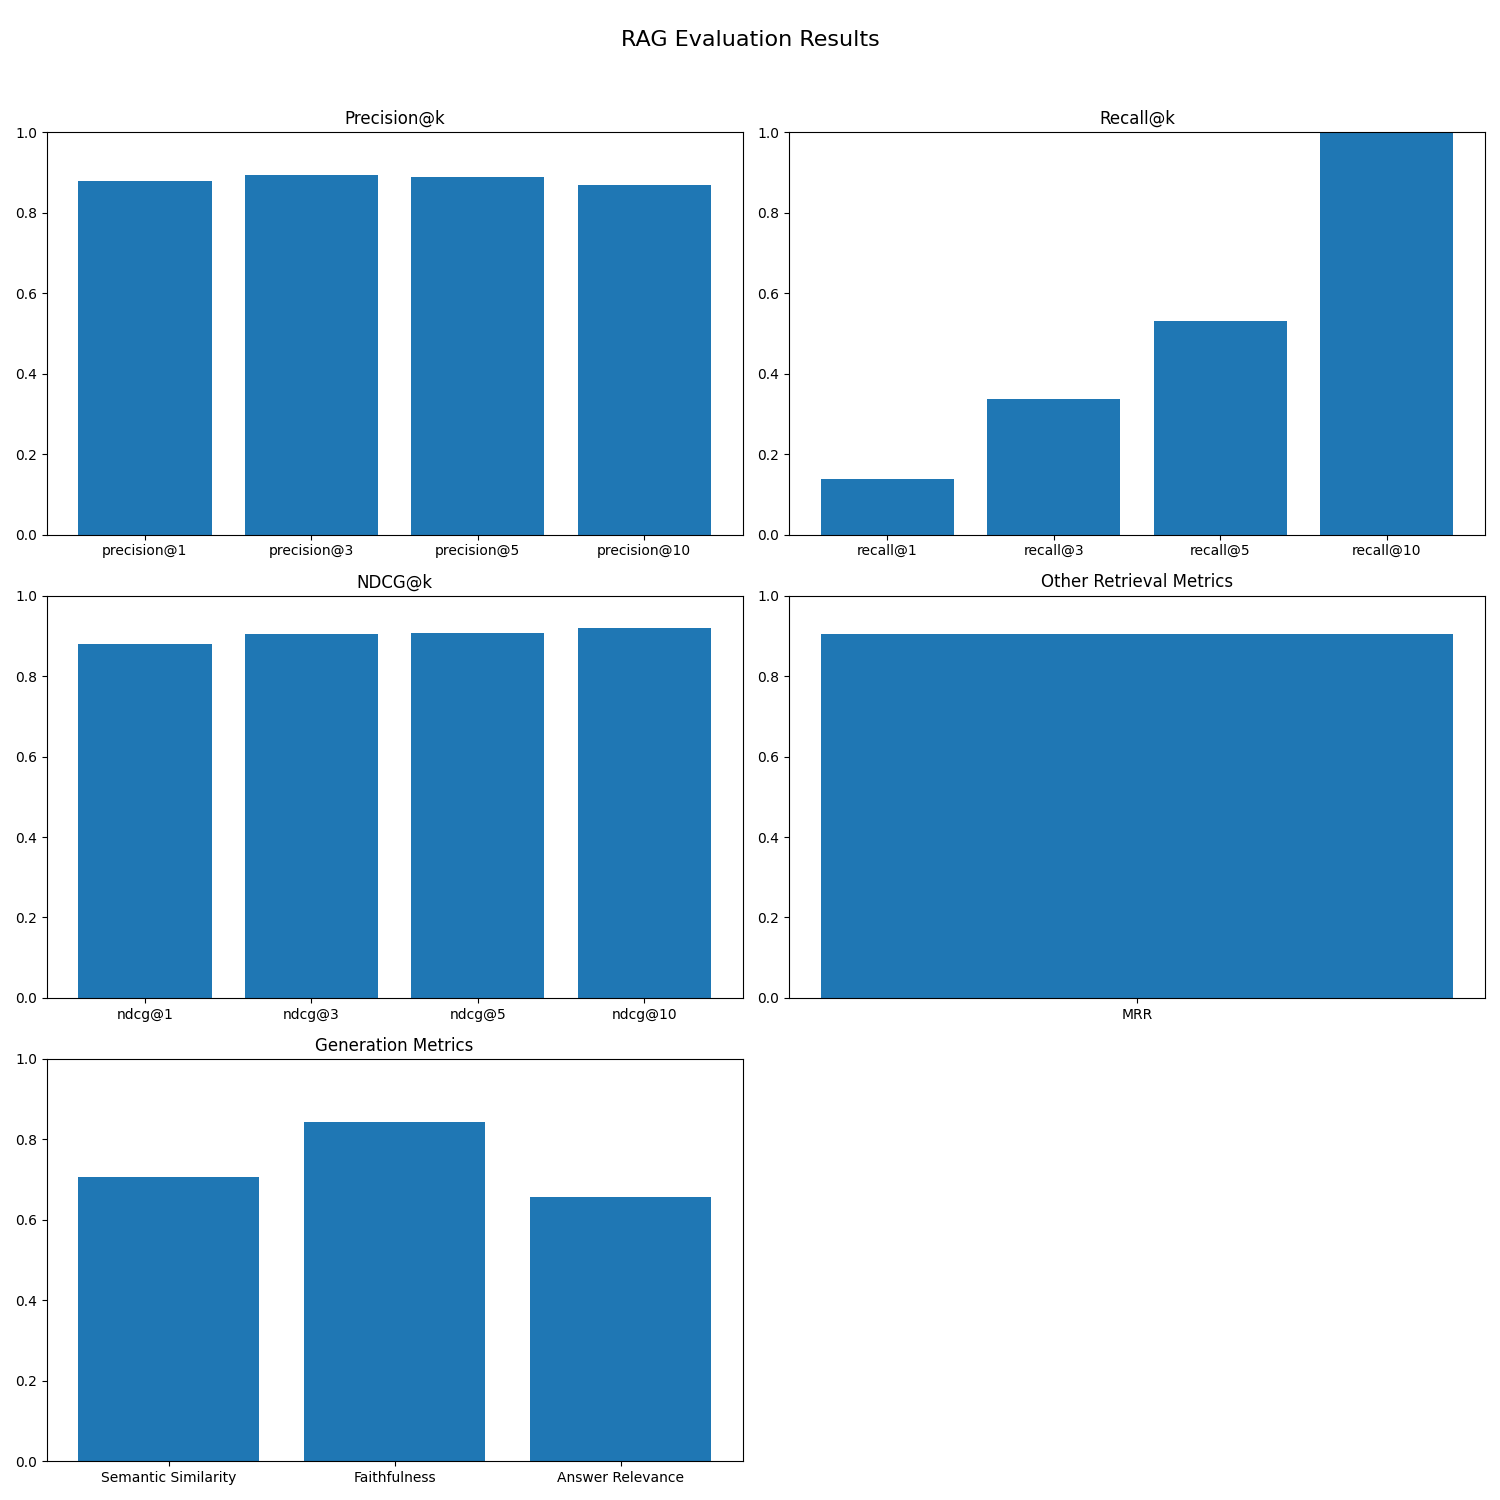 RAG Evaluation Results
Precision@k
1.0
0.8
0.6
0.4
0.2
0.0
precision@1 precision@3 precision@5 precision@10
Recall@k
1.0
0.8
0.6
0.4
0.2
0.0
recall@1 recall@3 recall@5 recall@10
NDCG@k
1.0
0.8
0.6
0.4
0.2
0.0
ndcg@1 ndcg@3 ndcg@5 ndcg@10
Other Retrieval Metrics
1.0
0.8
0.6
0.4
0.2
0.0
MRR
Generation Metrics
1.0
0.8
0.6
0.4
0.2
0.0
Semantic Similarity Faithfulness Answer Relevance